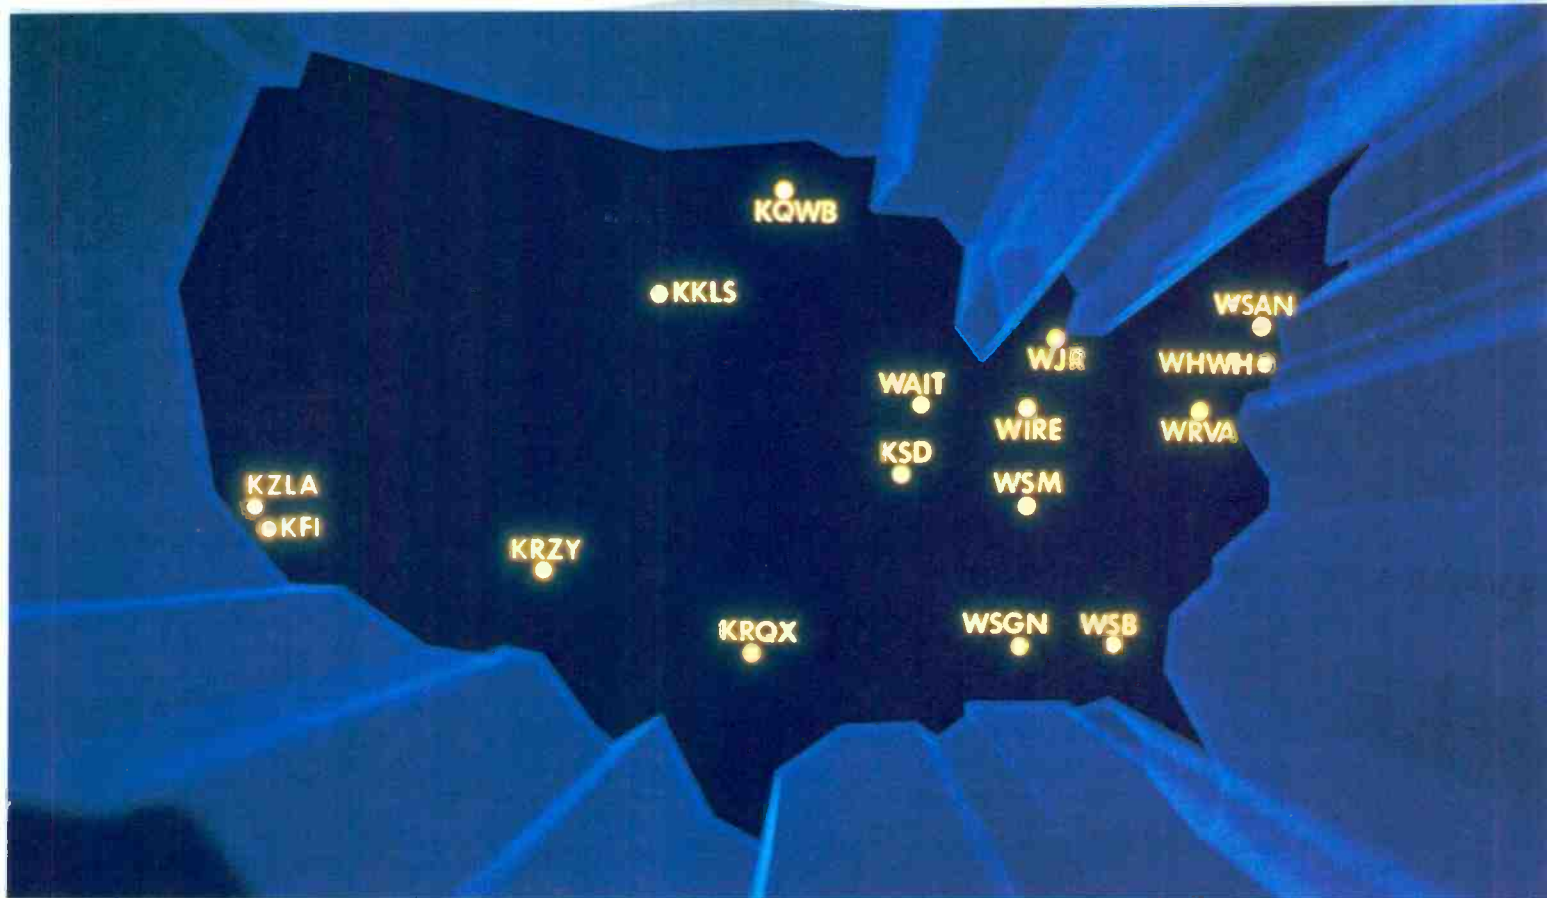 KQWB
KKLS
WSAN
WJR
WHWH
WAIT
WIRE
WRVA
KSD
KZLA
WSM
KFI
KRZY
KRQX
WSGN
WSB